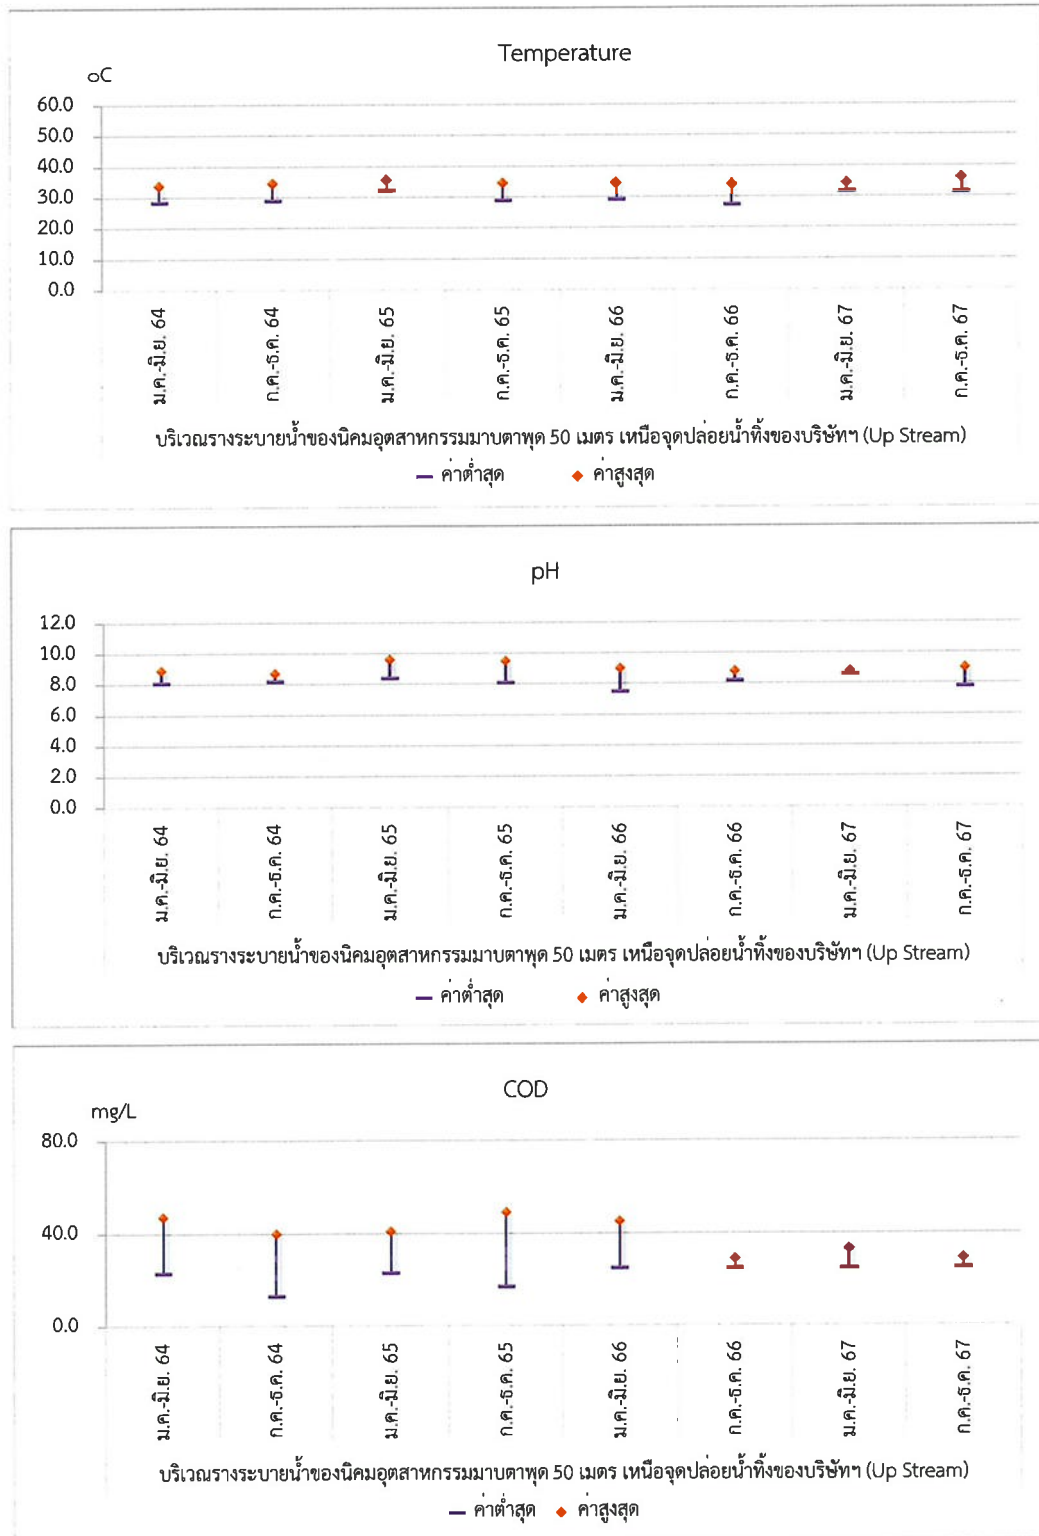 Temperature
oC
60.0
50.0
40.0
30.0
20.0
10.0
0.0
ม.ค.-มิ.ย. 64
ก.ค.-ธ.ค. 64
ม.ค.-มิ.ย. 65
ก.ค.-ธ.ค. 65
ม.ค.-มิ.ย. 66
ก.ค.-ธ.ค. 66
ม.ค.-มิ.ย. 67
ก.ค.-ธ.ค. 67
บริเวณรางระบายน้ำของนิคมอุตสาหกรรมมาบตาพุด 50 เมตร เหนือจุดปล่อยน้ำทิ้งของบริษัทฯ (Up Stream)
ค่าต่ำสุด ค่าสูงสุด
pH
12.0
10.0
8.0
6.0
4.0
2.0
0.0
ม.ค.-มิ.ย. 64
ก.ค.-ธ.ค. 64
ม.ค.-มิ.ย. 65
ก.ค.-ธ.ค. 65
ม.ค.-มิ.ย. 66
ก.ค.-ธ.ค. 66
ม.ค.-มิ.ย. 67
ก.ค.-ธ.ค. 67
บริเวณรางระบายน้ำของนิคมอุตสาหกรรมมาบตาพุด 50 เมตร เหนือจุดปล่อยน้ำทิ้งของบริษัทฯ (Up Stream)
ค่าต่ำสุด ค่าสูงสุด
COD
mg/L
80.0
40.0
0.0
ม.ค.-มิ.ย. 64
ก.ค.-ธ.ค. 64
ม.ค.-มิ.ย. 65
ก.ค.-ธ.ค. 65
ม.ค.-มิ.ย. 66
ก.ค.-ธ.ค. 66
ม.ค.-มิ.ย. 67
ก.ค.-ธ.ค. 67
บริเวณรางระบายน้ำของนิคมอุตสาหกรรมมาบตาพุด 50 เมตร เหนือจุดปล่อยน้ำทิ้งของบริษัทฯ (Up Stream)
ค่าต่ำสุด ค่าสูงสุด